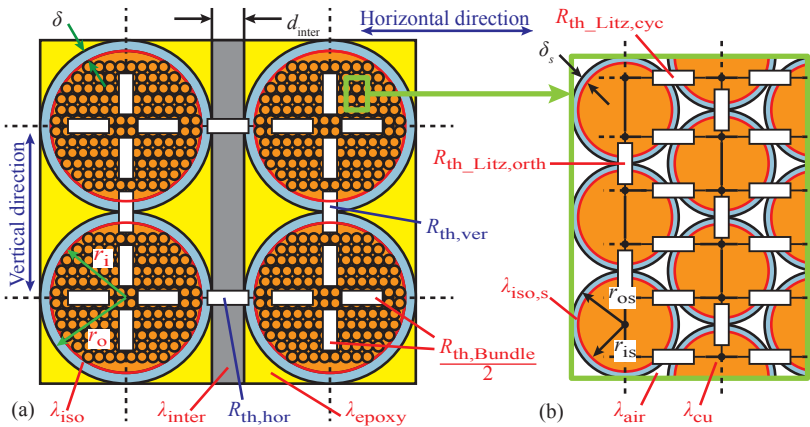 δ
d_inter
Horizontal direction
Vertical direction
r_i
r_o
R_th,ver
R_th,Bundle
2
λ_iso
λ_inter
R_th,hor
λ_epoxy
(a)
R_th_Litz,cyc
δ_s
R_th_Litz,orth
λ_iso,s
r_os
r_is
λ_air
λ_cu
(b)